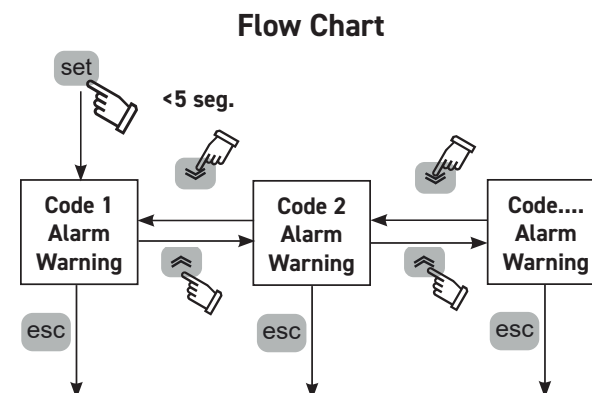 Flow Chart
set
<5 seg.
Code 1
Alarm
Warning
Code 2
Alarm
Warning
Code....
Alarm
Warning
esc
esc
esc